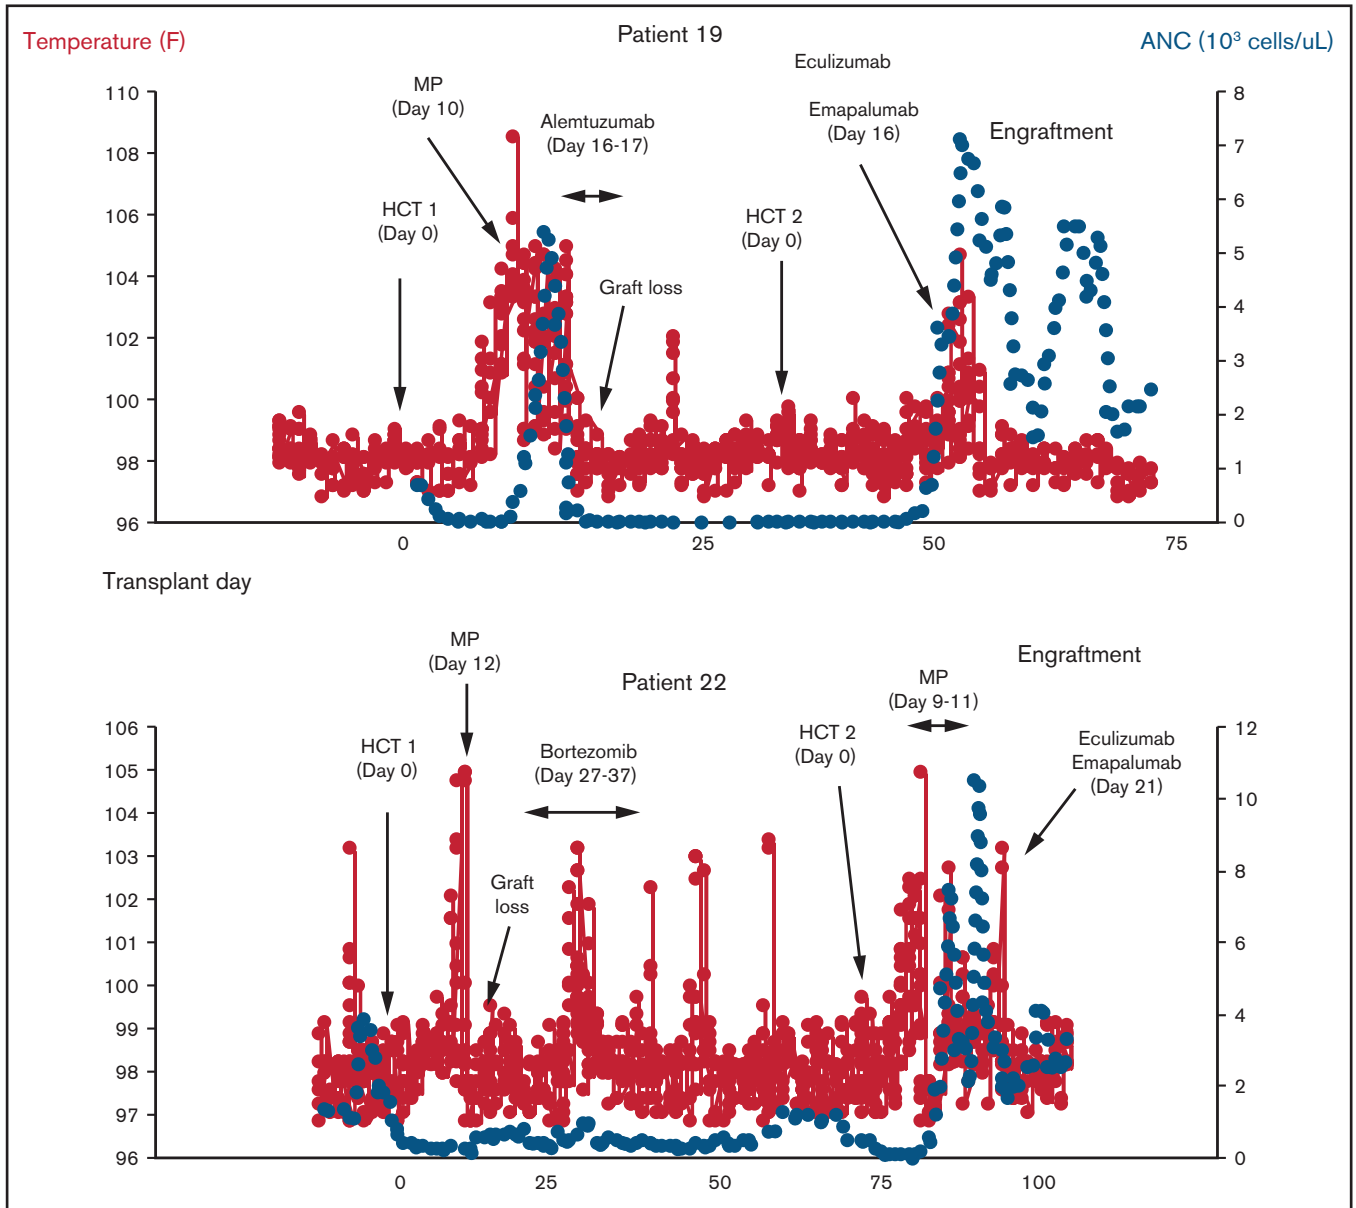 Temperature (F)
Patient 19
ANC (10³ cells/uL)
Eculizumab
MP
(Day 10)
Emapalumab
(Day 16)
Alemtuzumab
(Day 16-17)
Engraftment
HCT 1
(Day 0)
HCT 2
(Day 0)
Graft loss
110
108
106
104
102
100
98
96
8
7
6
5
4
3
2
1
0
0 25 50 75
Transplant day
MP
(Day 12)
Patient 22
Engraftment
MP
(Day 9-11)
HCT 1
(Day 0)
Bortezomib
(Day 27-37)
HCT 2
(Day 0)
Eculizumab
Emapalumab
(Day 21)
Graft
loss
106
105
104
103
102
101
100
99
98
97
96
12
10
8
6
4
2
0
0 25 50 75 100